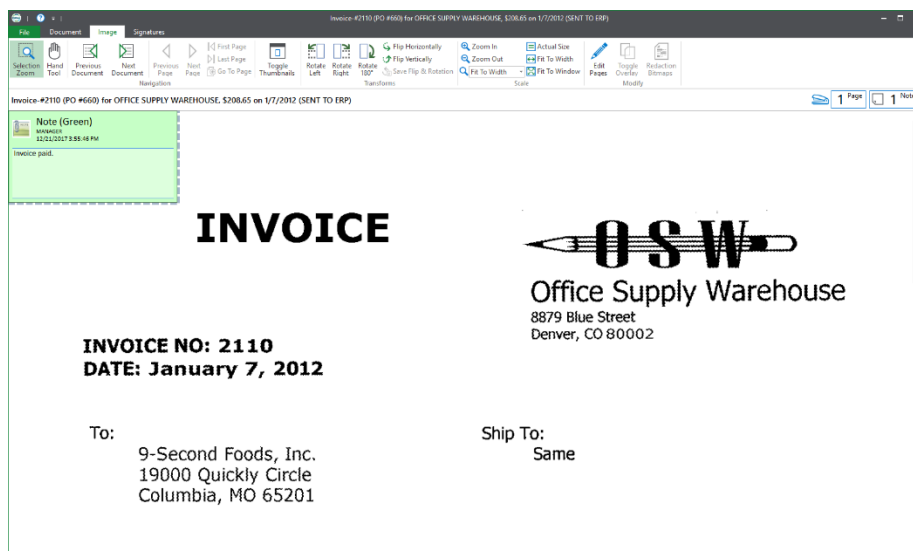 Invoice-#2110 (PO #660) for OFFICE SUPPLY WAREHOUSE, $208.65 on 1/7/2012 (SENT TO ERP)
File Document Image Signatures
Selection Zoom
Hand Tool
Previous Document
Next Document
Previous Page
Next Page
First Page
Last Page
Go To Page
Navigation
Toggle Thumbnails
Rotate Left
Rotate Right
Rotate 180°
Flip Horizontally
Flip Vertically
Save Flip & Rotation
Transforms
Zoom In
Zoom Out
Fit To Width
Actual Size
Fit To Width
Fit To Window
Scale
Edit Pages
Toggle Overlay
Redaction Bitmaps
Modify
Invoice-#2110 (PO #660) for OFFICE SUPPLY WAREHOUSE, $208.65 on 1/7/2012 (SENT TO ERP)
1 Page
1 Note
Note (Green)
MANAGER
12/21/2017 3:55:46 PM
Invoice paid.
INVOICE
OSW
Office Supply Warehouse
8879 Blue Street
Denver, CO 80002
INVOICE NO: 2110
DATE: January 7, 2012
To:
9-Second Foods, Inc.
19000 Quickly Circle
Columbia, MO 65201
Ship To:
Same